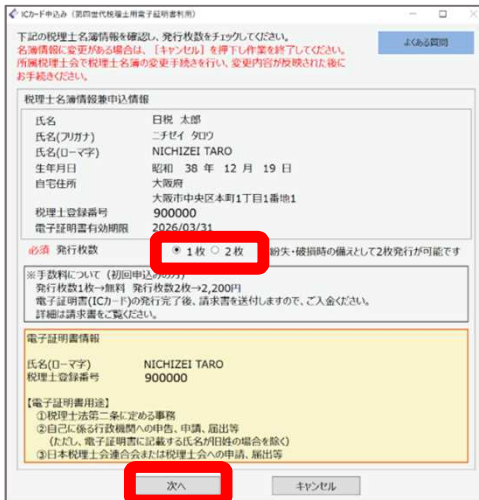 ICカード申込み(第四世代税理士用電子証明書利用)
下記の税理士名簿情報を確認し、発行枚数をチェックしてください。
名簿情報に変更がある場合は、[キャンセル]を押下し作業を終了してください。
所属税理士会で税理士名簿の変更手続きを行い、変更内容が反映された後に
お手続きください。
よくある質問
税理士名簿情報兼申込情報
氏名 日税 太郎
氏名(フリガナ) ニチゼイ タロウ
氏名(ローマ字) NICHIZEI TARO
生年月日 昭和 38 年 12 月 19 日
自宅住所 大阪府
大阪市中央区本町1丁目1番地1
税理士登録番号 900000
電子証明書有効期限 2026/03/31
必須 発行枚数 1枚 2枚 紛失・破損時の備えとして2枚発行が可能です
※手数料について(初回申込みの方)
発行枚数1枚→無料 発行枚数2枚→2,200円
電子証明書(ICカード)の発行完了後、請求書を送付しますので、ご入金ください。
詳細は請求書をご覧ください。
電子証明書情報
氏名(ローマ字) NICHIZEI TARO
税理士登録番号 900000
【電子証明書用途】
①税理士法第二条に定める事務
②自己に係る行政機関への申告、申請、届出等
(ただし、電子証明書に記載する氏名が旧姓の場合を除く)
③日本税理士会連合会または税理士会への申請、届出等
次へ キャンセル